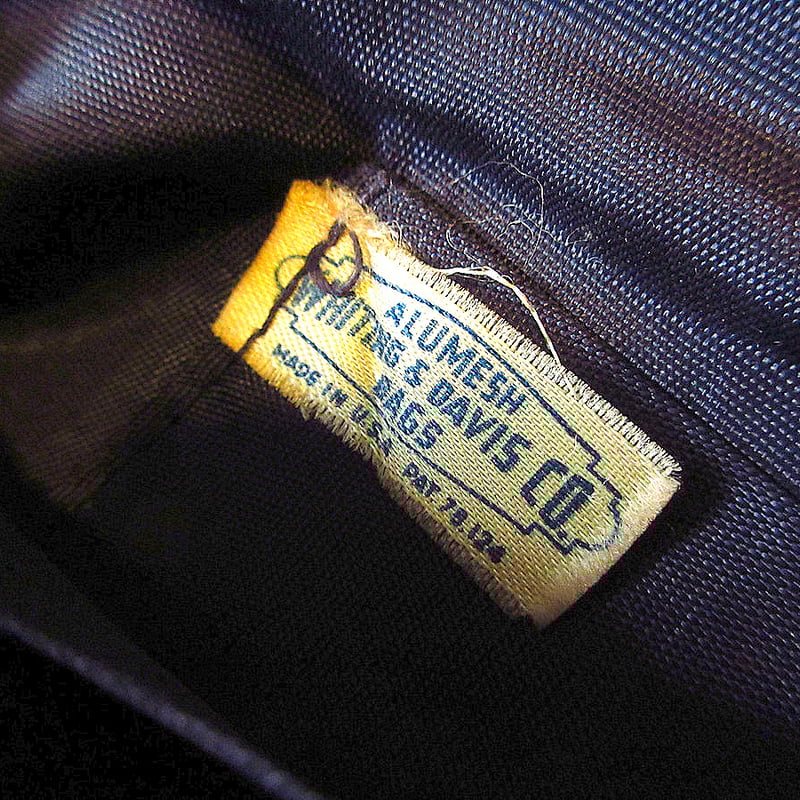 ALUMESH
WHITING & DAVIS CO.
BAGS
MADE IN U.S. PAT 78,124